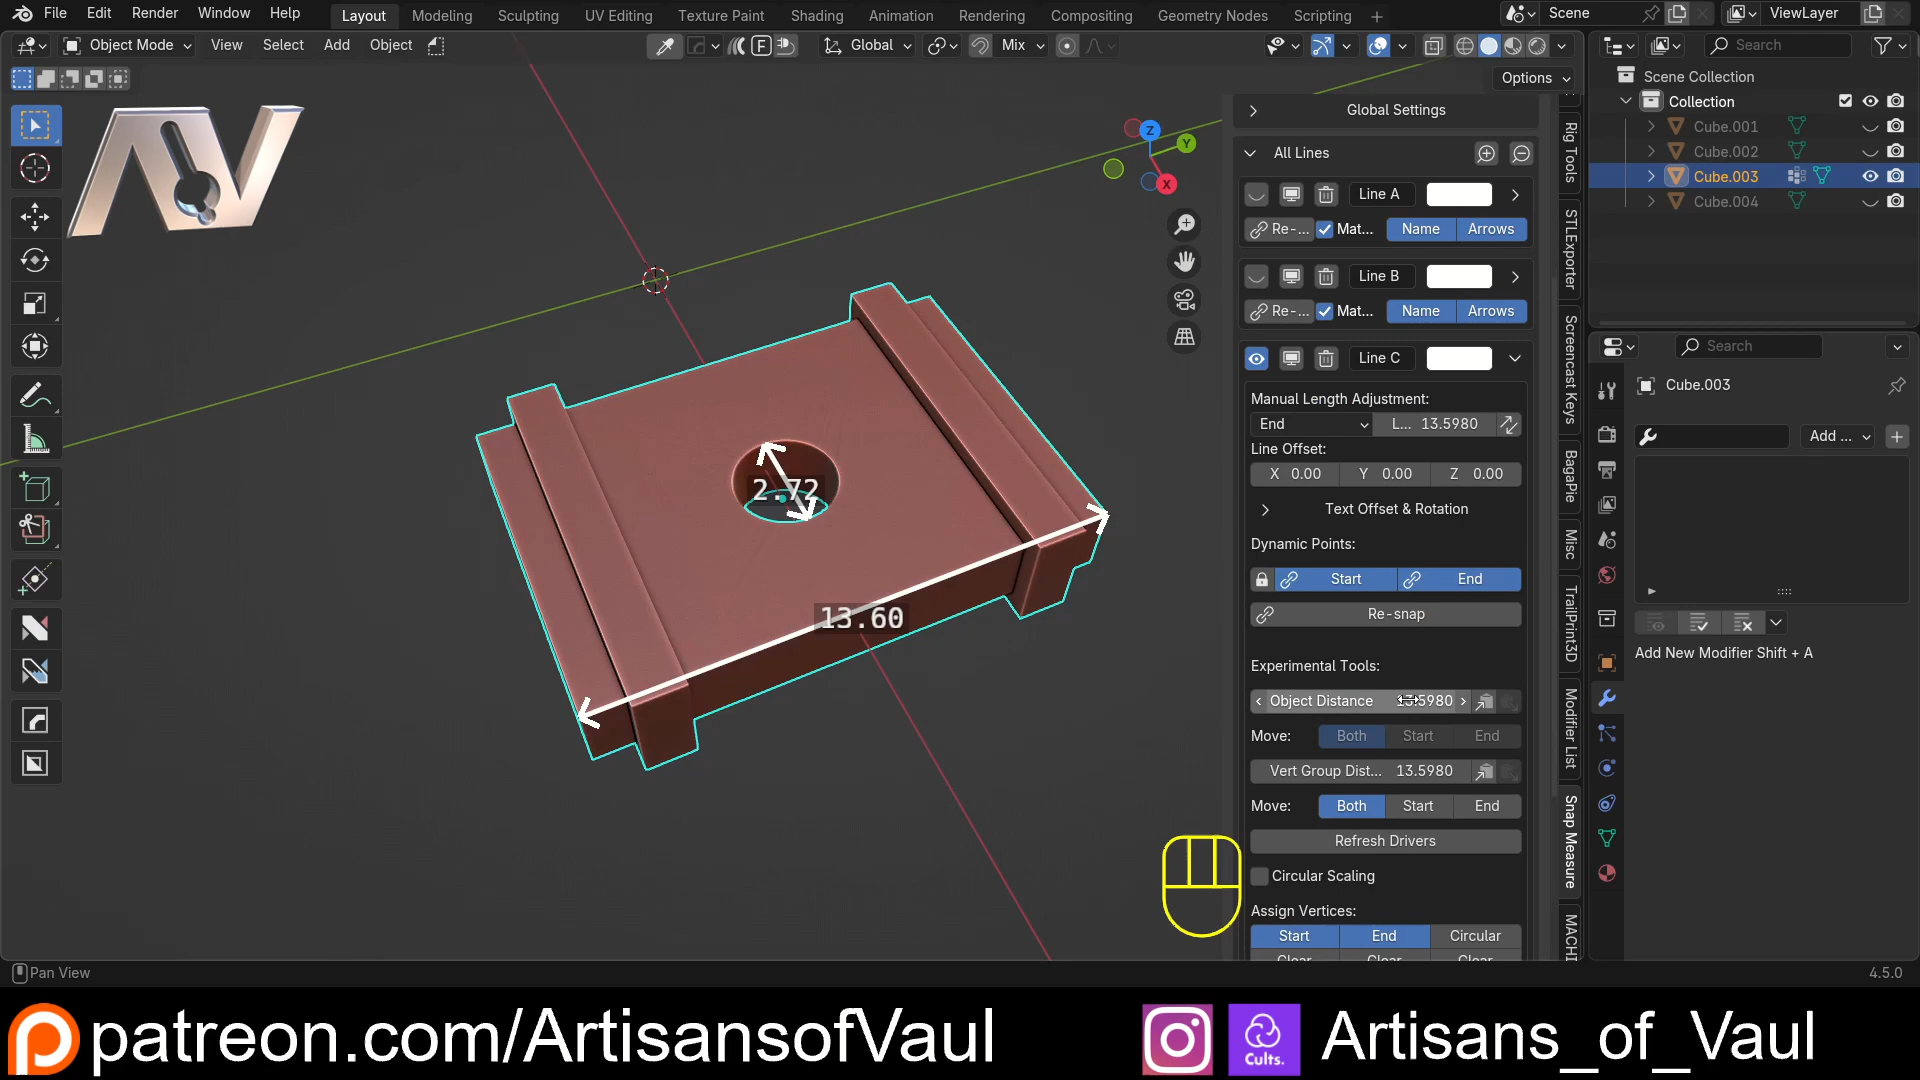 File Edit Render Window Help Layout Modeling Sculpting UV Editing Texture Paint Shading Animation Rendering Compositing Geometry Nodes Scripting Scene ViewLayer
Object Mode View Select Add Object F Global Mix Search
Options
Scene Collection
Collection
Cube.001
Cube.002
Cube.003
Cube.004
Z
Y
X
Global Settings
All Lines
Line A
Re-... Mat... Name Arrows
Line B
Re-... Mat... Name Arrows
Line C
Manual Length Adjustment:
End L... 13.5980
Line Offset:
X 0.00 Y 0.00 Z 0.00
Text Offset & Rotation
Dynamic Points:
Start End
Re-snap
Experimental Tools:
Object Distance
Move: Both Start End
Vert Group Dist... 13.5980
Move: Both Start End
Refresh Drivers
Circular Scaling
Assign Vertices:
Start End Circular
Clear Clear Clear
2.72
13.60
Rig Tools
STLExporter
Screencast Keys
BagaPie
Misc
TrailPrint3D
Modifier List
Snap Measure
MACHI
Search
Cube.003
Add ...
Add New Modifier Shift + A
Pan View
4.5.0
patreon.com/ArtisansofVaul
Cults.
Artisans_of_Vaul